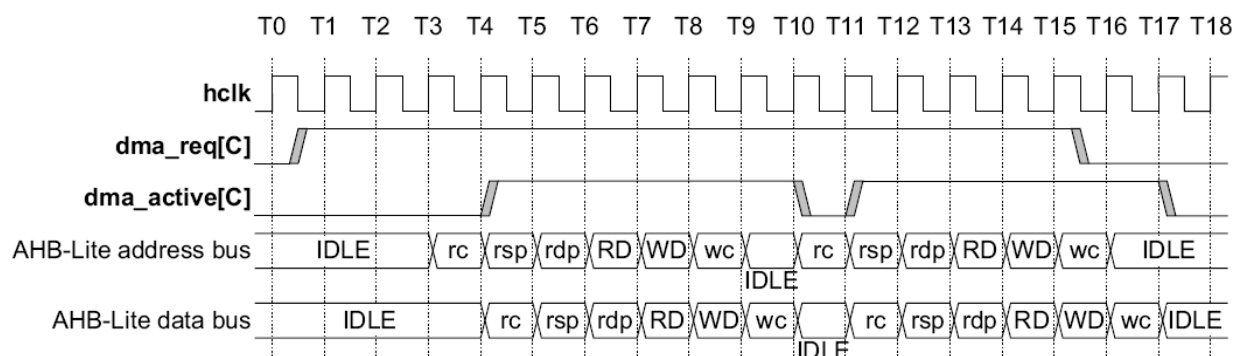 T0 T1 T2 T3 T4 T5 T6 T7 T8 T9 T10 T11 T12 T13 T14 T15 T16 T17 T18
hclk
dma_req[C]
dma_active[C]
AHB-Lite address bus IDLE rc rsp rdp RD WD wc IDLE rc rsp rdp RD WD wc IDLE
AHB-Lite data bus IDLE rc rsp rdp RD WD wc IDLE rc rsp rdp RD WD wc IDLE